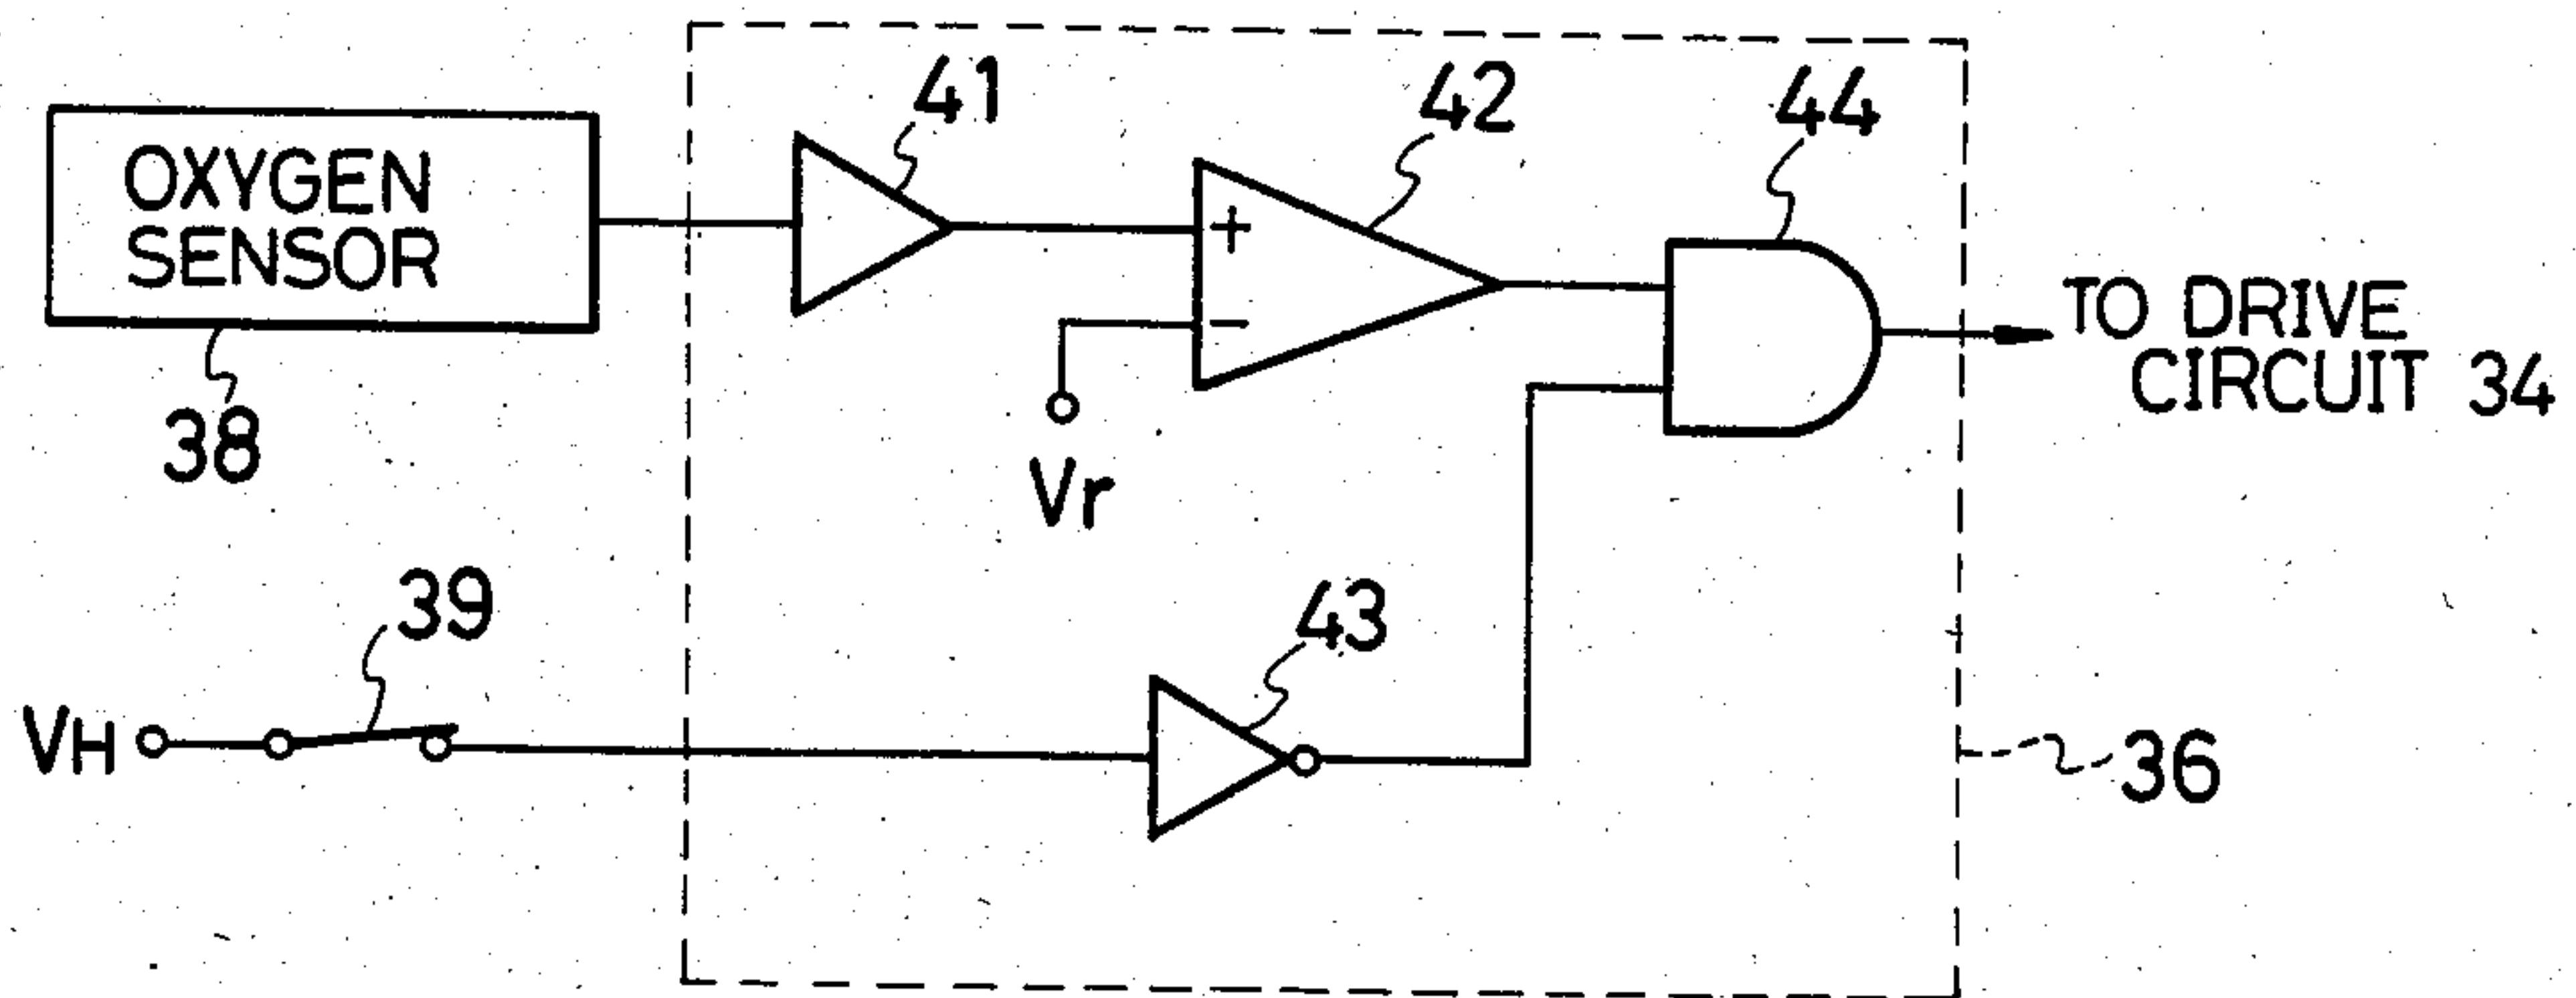 41
42
44
OXYGEN
SENSOR
+
−
38
Vr
TO DRIVE
CIRCUIT 34
39
43
VH
36